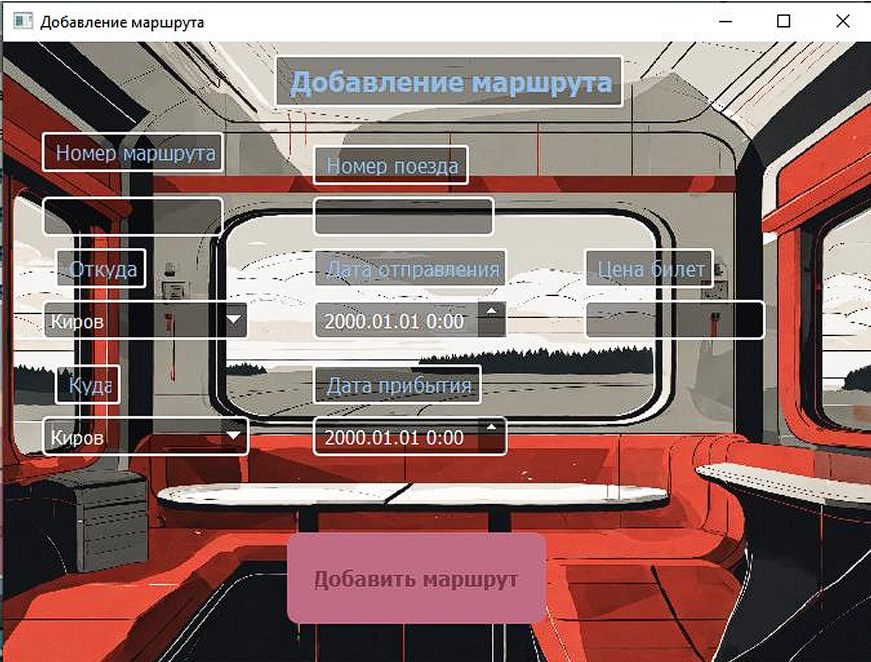 Добавление маршрута
Добавление маршрута
Номер маршрута
Номер поезда
Откуда
Дата отправления
Цена билет
Киров
2000.01.01 0:00
Куда
Дата прибытия
Киров
2000.01.01 0:00
Добавить маршрут